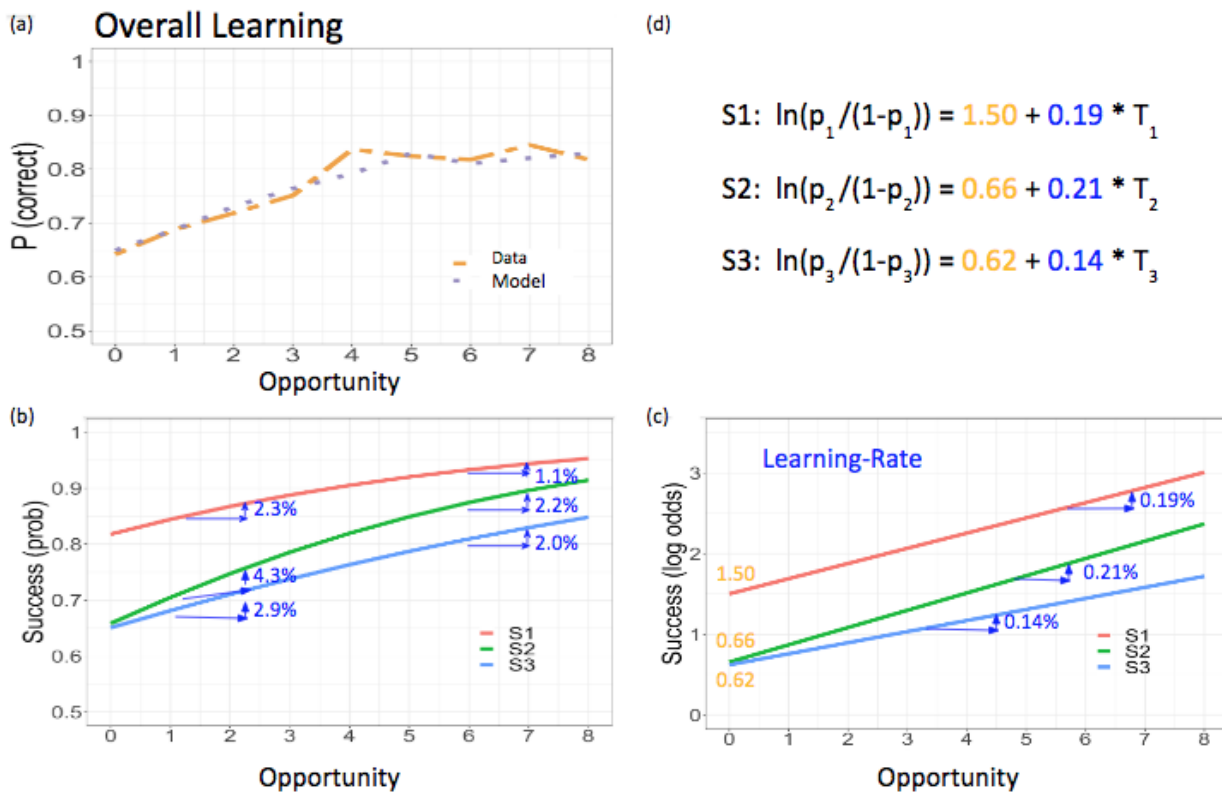 (a)
Overall Learning
P (correct)
1
0.9
0.8
0.7
0.6
0.5
Data
Model
0 1 2 3 4 5 6 7 8
Opportunity
(d)
S1: ln(p₁/(1-p₁)) = 1.50 + 0.19 * T₁
S2: ln(p₂/(1-p₂)) = 0.66 + 0.21 * T₂
S3: ln(p₃/(1-p₃)) = 0.62 + 0.14 * T₃
(b)
Success (prob)
1
0.9
0.8
0.7
0.6
0.5
1.1%
2.3%
2.2%
2.0%
4.3%
2.9%
S1
S2
S3
0 1 2 3 4 5 6 7 8
Opportunity
(c)
Learning-Rate
Success (log odds)
3
2
1
0
0.19%
1.50
0.21%
0.66
0.14%
0.62
S1
S2
S3
0 1 2 3 4 5 6 7 8
Opportunity